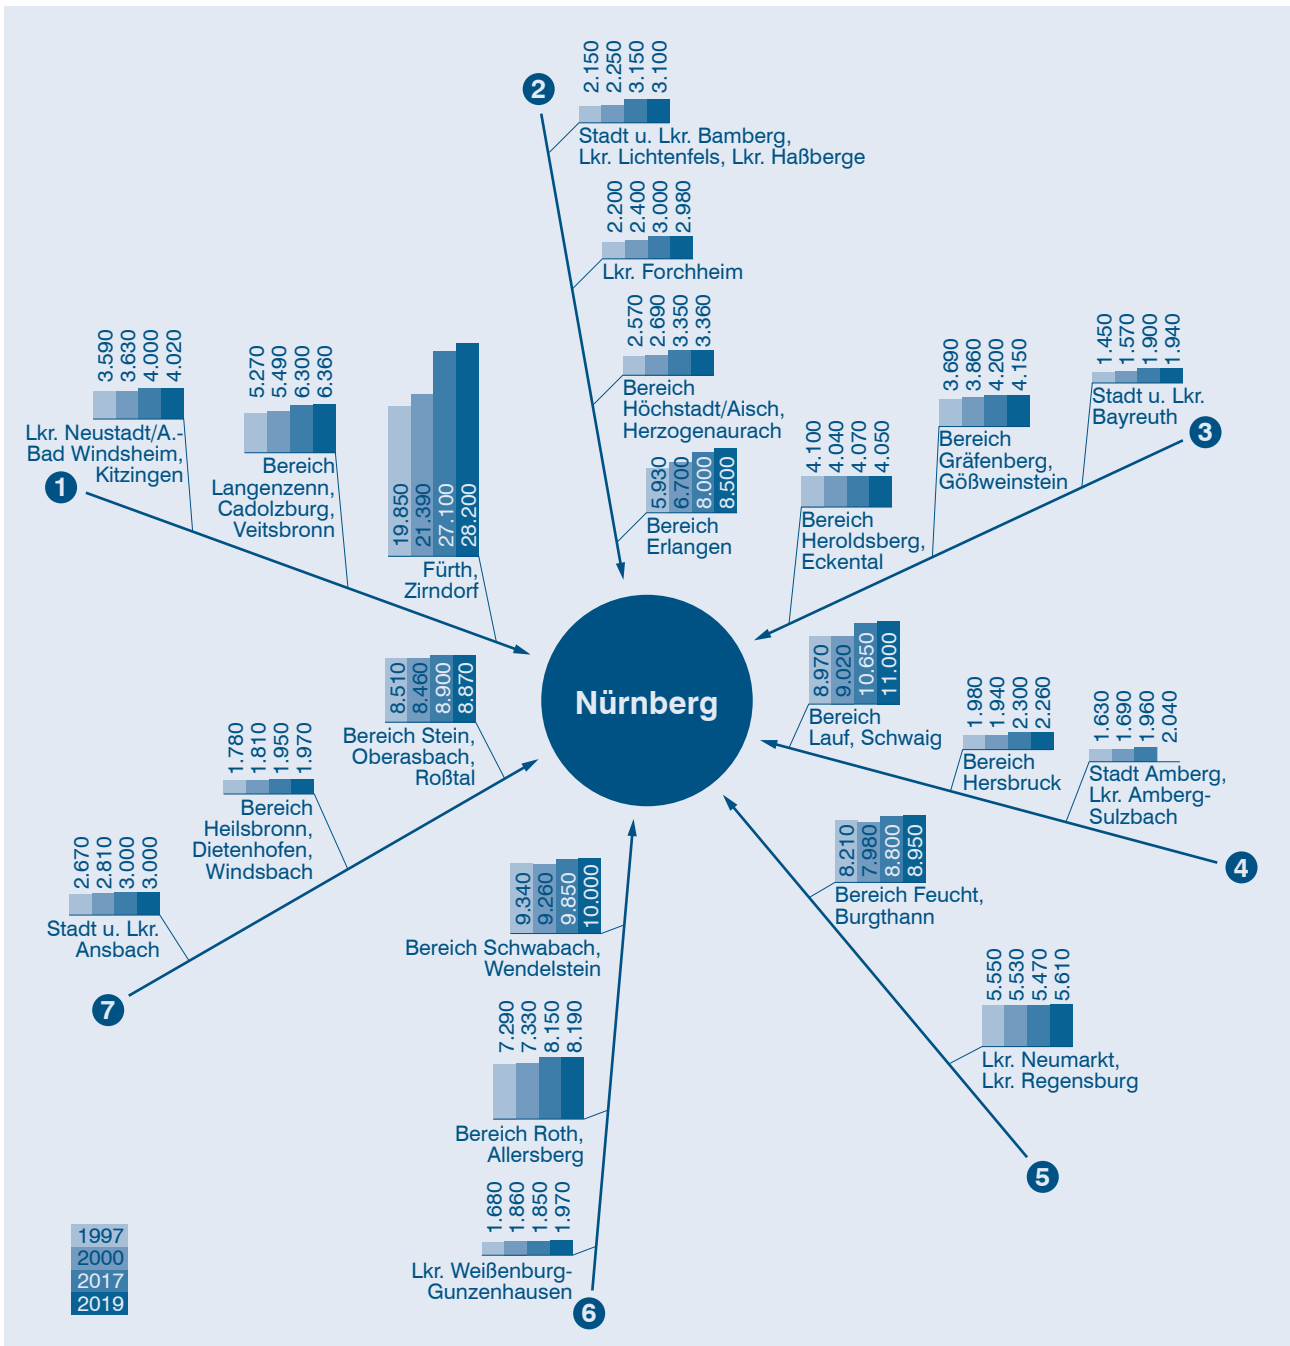 2
2.150
2.250
3.150
3.100
Stadt u. Lkr. Bamberg,
Lkr. Lichtenfels, Lkr. Haßberge
2.200
2.400
3.000
2.980
Lkr. Forchheim
2.570
2.690
3.350
3.360
Bereich
Höchstadt/Aisch,
Herzogenaurach
5.930
6.700
8.000
8.500
Bereich
Erlangen
3.590
3.630
4.000
4.020
Lkr. Neustadt/A.-
Bad Windsheim,
Kitzingen
1
5.270
5.490
6.300
6.360
Bereich
Langenzenn,
Cadolzburg,
Veitsbronn
19.850
21.390
27.100
28.200
Fürth,
Zirndorf
1.450
1.570
1.900
1.940
Stadt u. Lkr.
Bayreuth
3
3.690
3.860
4.200
4.150
Bereich
Gräfenberg,
Gößweinstein
4.100
4.040
4.070
4.050
Bereich
Heroldsberg,
Eckental
Nürnberg
8.970
9.020
10.650
11.000
Bereich
Lauf, Schwaig
1.980
1.940
2.300
2.260
Bereich
Hersbruck
1.630
1.690
1.960
2.040
Stadt Amberg,
Lkr. Amberg-
Sulzbach
4
8.210
7.980
8.800
8.950
Bereich Feucht,
Burgthann
5.550
5.530
5.470
5.610
Lkr. Neumarkt,
Lkr. Regensburg
5
8.510
8.460
8.900
8.870
Bereich Stein,
Oberasbach,
Roßtal
1.780
1.810
1.950
1.970
Bereich
Heilsbronn,
Dietenhofen,
Windsbach
2.670
2.810
3.000
3.000
Stadt u. Lkr.
Ansbach
7
9.340
9.260
9.850
10.000
Bereich Schwabach,
Wendelstein
7.290
7.330
8.150
8.190
Bereich Roth,
Allersberg
1.680
1.860
1.850
1.970
Lkr. Weißenburg-
Gunzenhausen
6
1997
2000
2017
2019